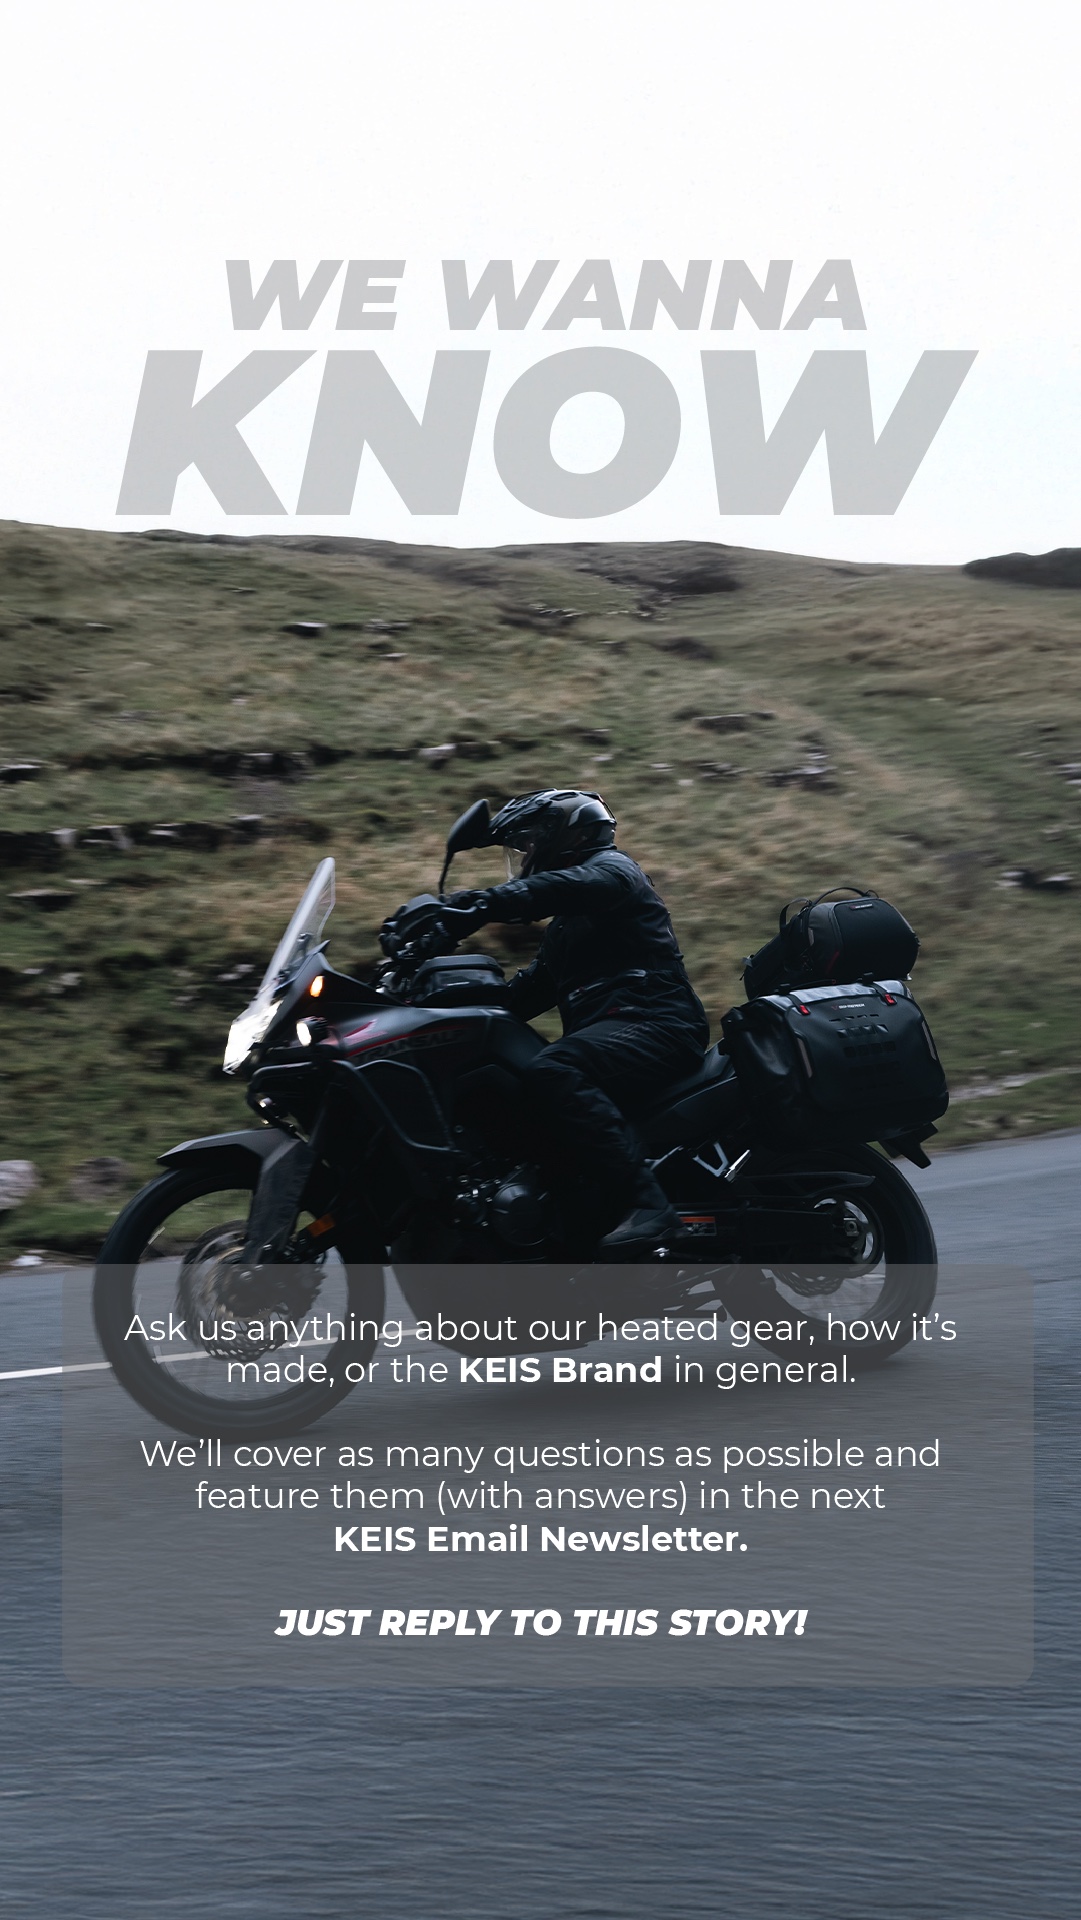 WE WANNA
KNOW
Ask us anything about our heated gear, how it’s
made, or the KEIS Brand in general.
We’ll cover as many questions as possible and
feature them (with answers) in the next
KEIS Email Newsletter.
JUST REPLY TO THIS STORY!